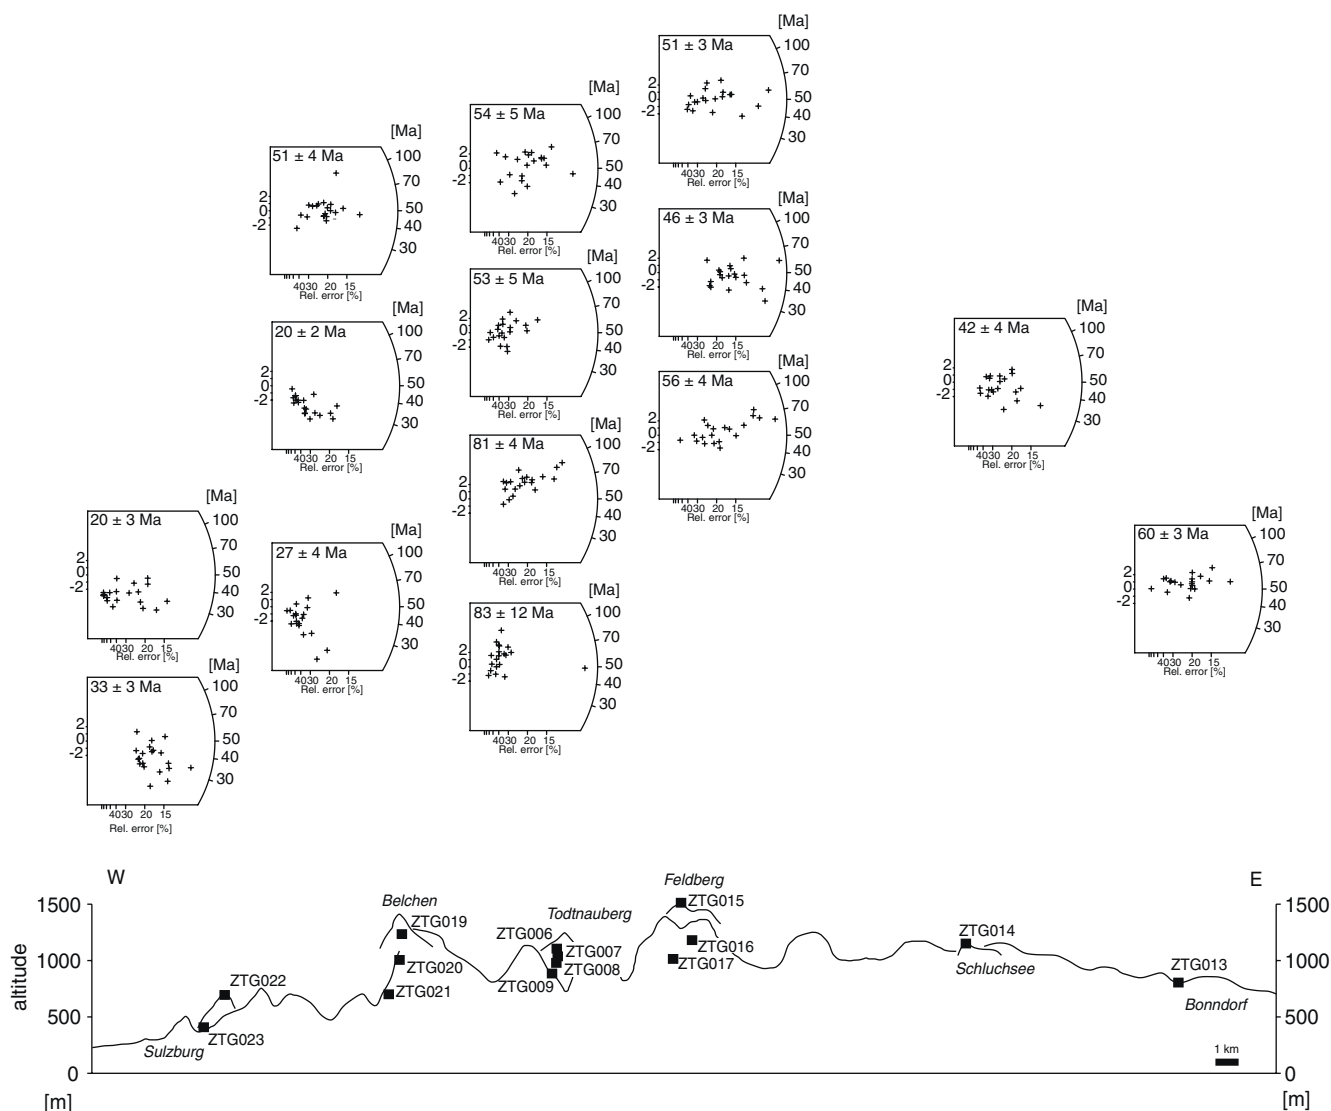 [Ma]
51 ± 3 Ma
100
70
50
40
30
2
0
-2
4030 20 15
Rel. error [%]
[Ma]
54 ± 5 Ma
100
70
50
40
30
2
0
-2
4030 20 15
Rel. error [%]
[Ma]
51 ± 4 Ma
100
70
50
40
30
2
0
-2
4030 20 15
Rel. error [%]
[Ma]
46 ± 3 Ma
100
70
50
40
30
2
0
-2
4030 20 15
Rel. error [%]
[Ma]
53 ± 5 Ma
100
70
50
40
30
2
0
-2
4030 20 15
Rel. error [%]
[Ma]
20 ± 2 Ma
100
70
50
40
30
2
0
-2
4030 20 15
Rel. error [%]
[Ma]
42 ± 4 Ma
100
70
50
40
30
2
0
-2
4030 20 15
Rel. error [%]
[Ma]
56 ± 4 Ma
100
70
50
40
30
2
0
-2
4030 20 15
Rel. error [%]
[Ma]
81 ± 4 Ma
100
70
50
40
30
2
0
-2
4030 20 15
Rel. error [%]
[Ma]
20 ± 3 Ma
100
70
50
40
30
2
0
-2
4030 20 15
Rel. error [%]
[Ma]
27 ± 4 Ma
100
70
50
40
30
2
0
-2
4030 20 15
Rel. error [%]
[Ma]
60 ± 3 Ma
100
70
50
40
30
2
0
-2
4030 20 15
Rel. error [%]
[Ma]
83 ± 12 Ma
100
70
50
40
30
2
0
-2
4030 20 15
Rel. error [%]
[Ma]
33 ± 3 Ma
100
70
50
40
30
2
0
-2
4030 20 15
Rel. error [%]
W
E
altitude
1500
1000
500
0
[m]
1500
1000
500
0
[m]
Sulzburg
ZTG022
ZTG023
Belchen
ZTG019
ZTG020
ZTG021
Todtnauberg
ZTG006
ZTG007
ZTG008
ZTG009
Feldberg
ZTG015
ZTG016
ZTG017
ZTG014
Schluchsee
ZTG013
Bonndorf
1 km